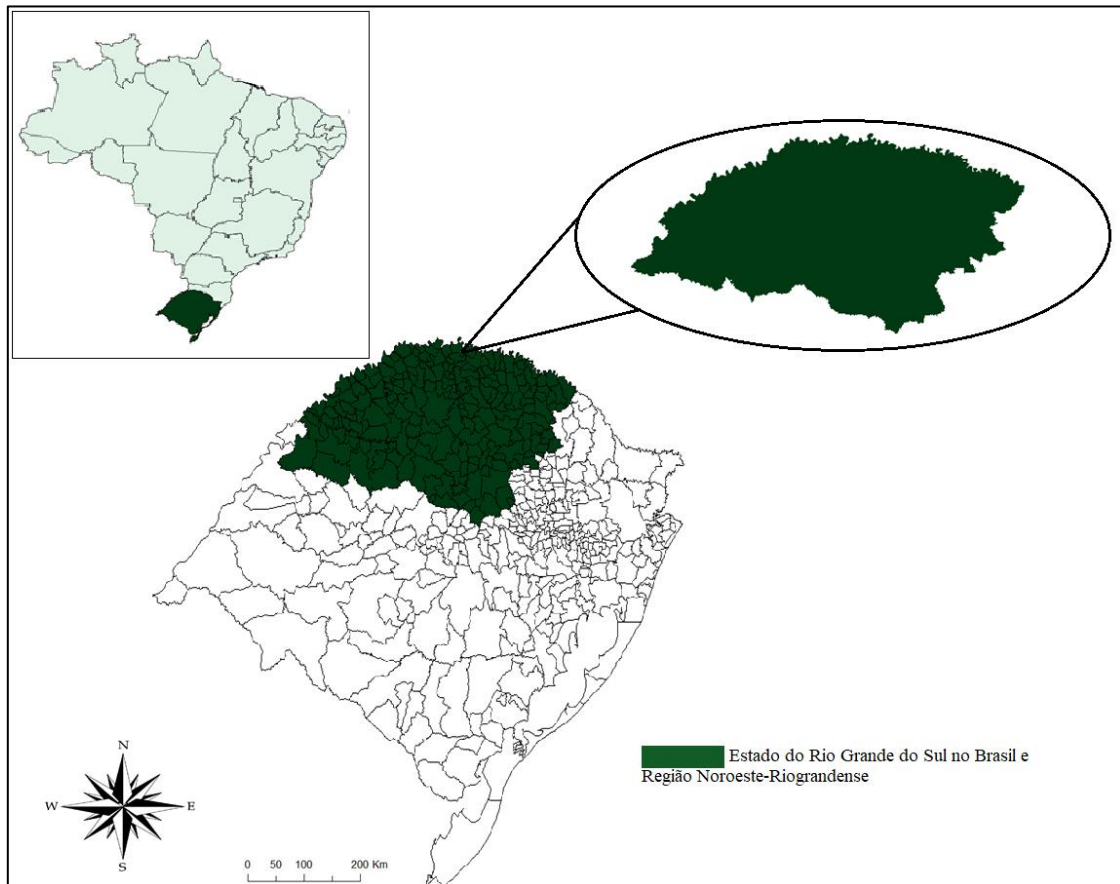 Estado do Rio Grande do Sul no Brasil e
Região Noroeste-Riograndense
N
W
E
S
0 50 100 200 Km